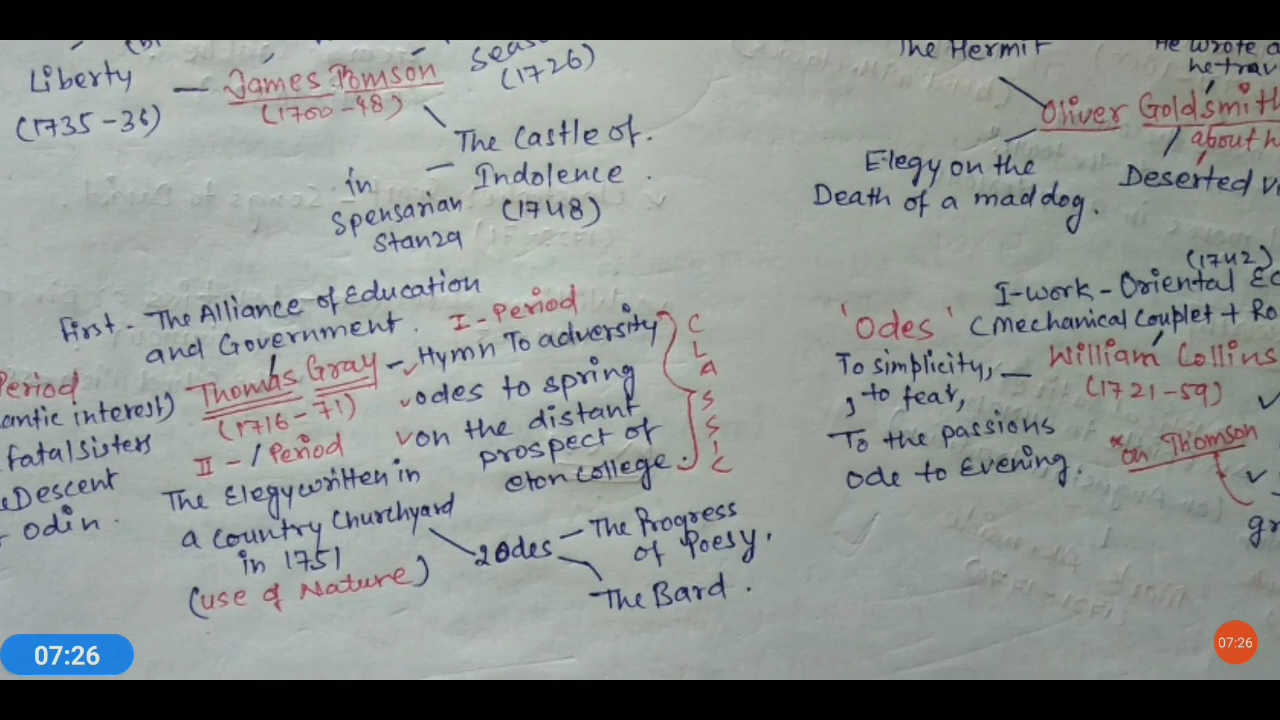 Liberty
(1735-36)
James Tomson
(1700-48)
(1726)
The Castle of.
Indolence.
(1748)
in
Spensarian
Stanza
The Hermit
He wrote
Oliver Goldsmith
about
Elegy on the
Death of a mad dog.
Deserted
First - The Alliance of Education
and Government.
I - Period
Thomas Gray
(1716-71)
Hymn To adversity
odes to spring
on the distant
prospect of
eton college.
CLASSIC
Period
interest)
fatal sisters
Descent
odin.
II - Period
The Elegy written in
a country Churchyard
in 1751
(use of Nature)
2 Odes
The Progress
of Poesy.
The Bard.
(1742)
I-work - Oriental
(Mechanical Couplet +
'Odes'
To simplicity,
, to fear,
To the passions
Ode to Evening.
William Collins
(1721-59)
on Thomson
07:26
07:26